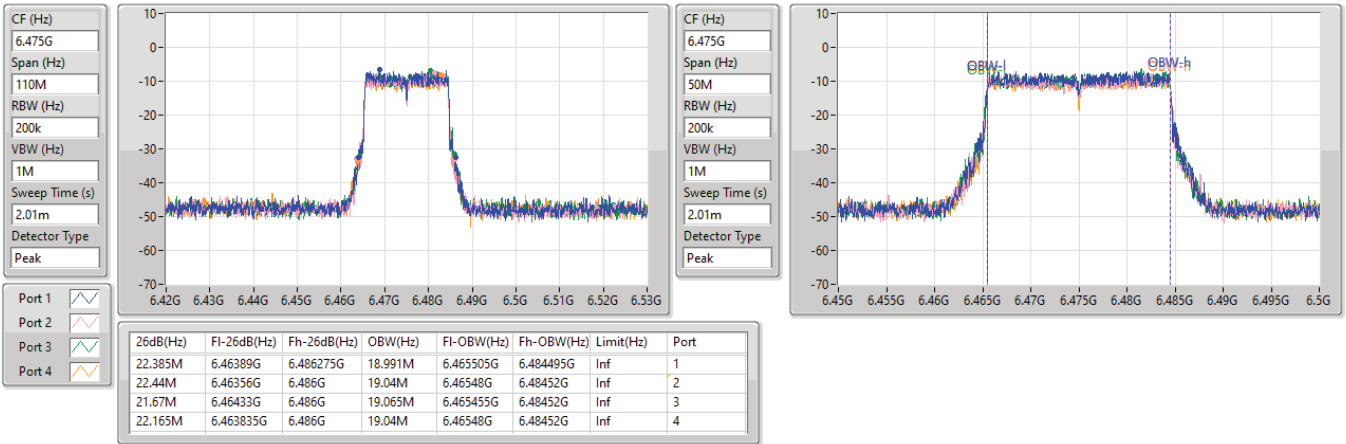 CF (Hz)
6.475G
Span (Hz)
110M
RBW (Hz)
200k
VBW (Hz)
1M
Sweep Time (s)
2.01m
Detector Type
Peak
10
0
-10
-20
-30
-40
-50
-60
-70
6.42G 6.43G 6.44G 6.45G 6.46G 6.47G 6.48G 6.49G 6.5G 6.51G 6.52G 6.53G
CF (Hz)
6.475G
Span (Hz)
50M
RBW (Hz)
200k
VBW (Hz)
1M
Sweep Time (s)
2.01m
Detector Type
Peak
10
0
-10
-20
-30
-40
-50
-60
-70
OBW-l OBW-h
6.45G 6.455G 6.46G 6.465G 6.47G 6.475G 6.48G 6.485G 6.49G 6.495G 6.5G
Port 1
Port 2
Port 3
Port 4
26dB(Hz) Fl-26dB(Hz) Fh-26dB(Hz) OBW(Hz) Fl-OBW(Hz) Fh-OBW(Hz) Limit(Hz) Port
22.385M 6.46389G 6.486275G 18.991M 6.465505G 6.484495G Inf 1
22.44M 6.46356G 6.486G 19.04M 6.46548G 6.48452G Inf 2
21.67M 6.46433G 6.486G 19.065M 6.465455G 6.48452G Inf 3
22.165M 6.463835G 6.486G 19.04M 6.46548G 6.48452G Inf 4